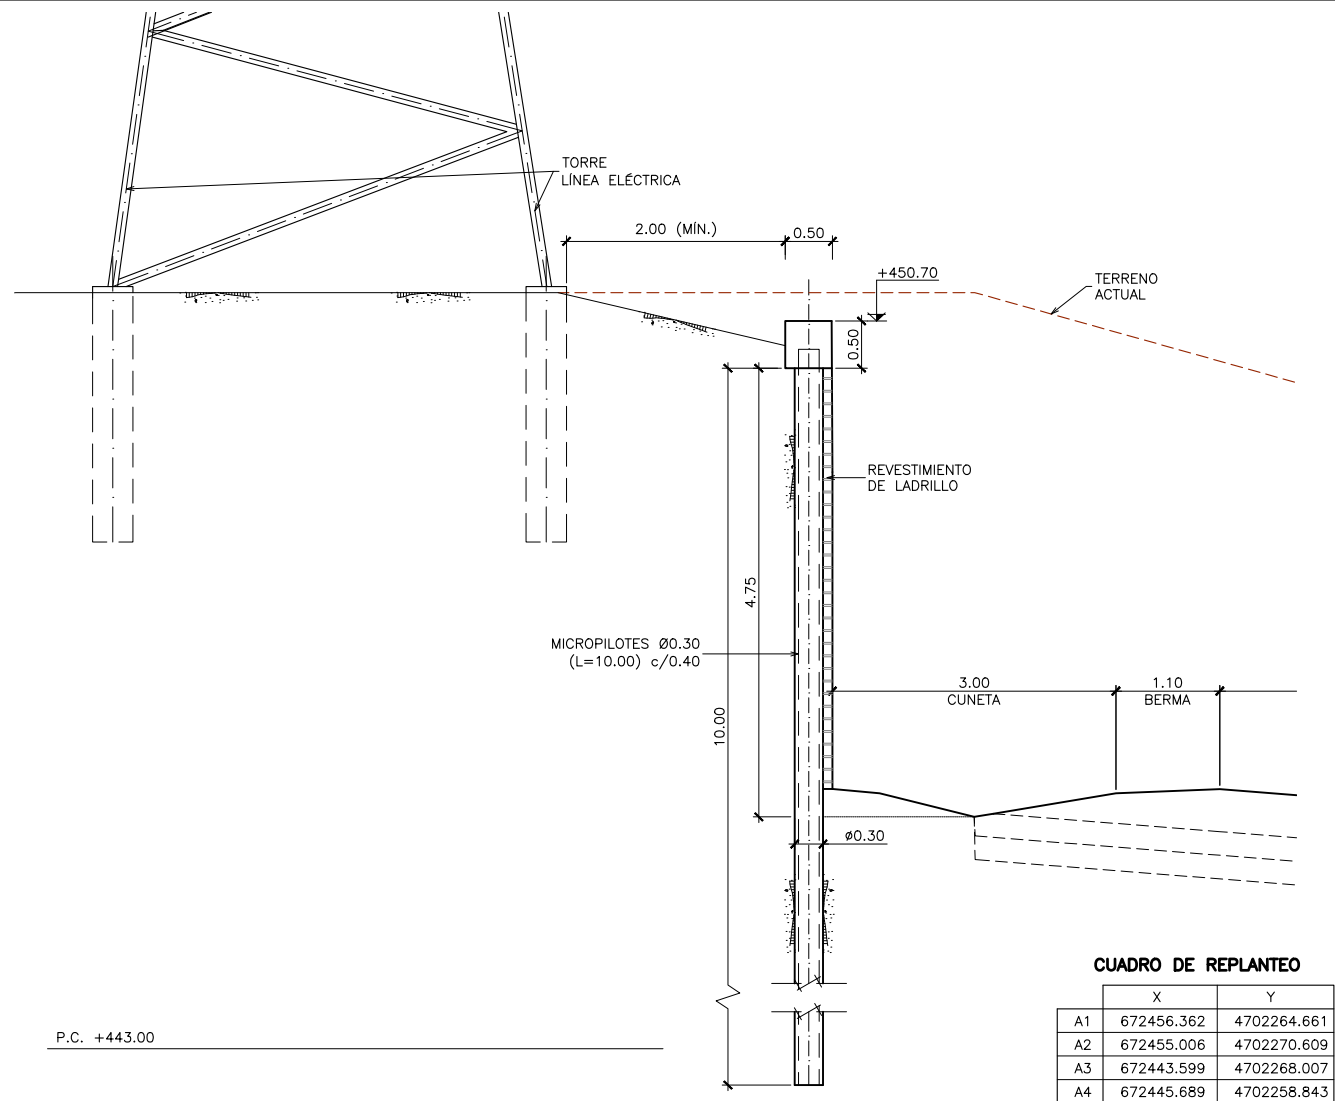 TORRE
LÍNEA ELÉCTRICA
2.00 (MÍN.)
0.50
+450.70
TERRENO
ACTUAL
0.50
REVESTIMIENTO
DE LADRILLO
4.75
MICROPILOTES Ø0.30
(L=10.00) c/0.40
10.00
3.00
CUNETA
1.10
BERMA
ø0.30
CUADRO DE REPLANTEO
X Y
A1 672456.362 4702264.661
A2 672455.006 4702270.609
A3 672443.599 4702268.007
A4 672445.689 4702258.843
P.C. +443.00